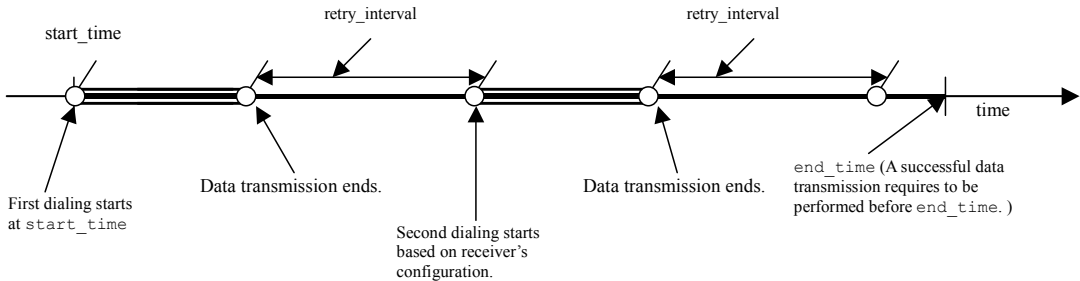 retry_interval
retry_interval
start_time
time
First dialing starts
at start_time
Data transmission ends.
Second dialing starts
based on receiver's
configuration.
Data transmission ends.
end_time (A successful data
transmission requires to be
performed before end_time. )